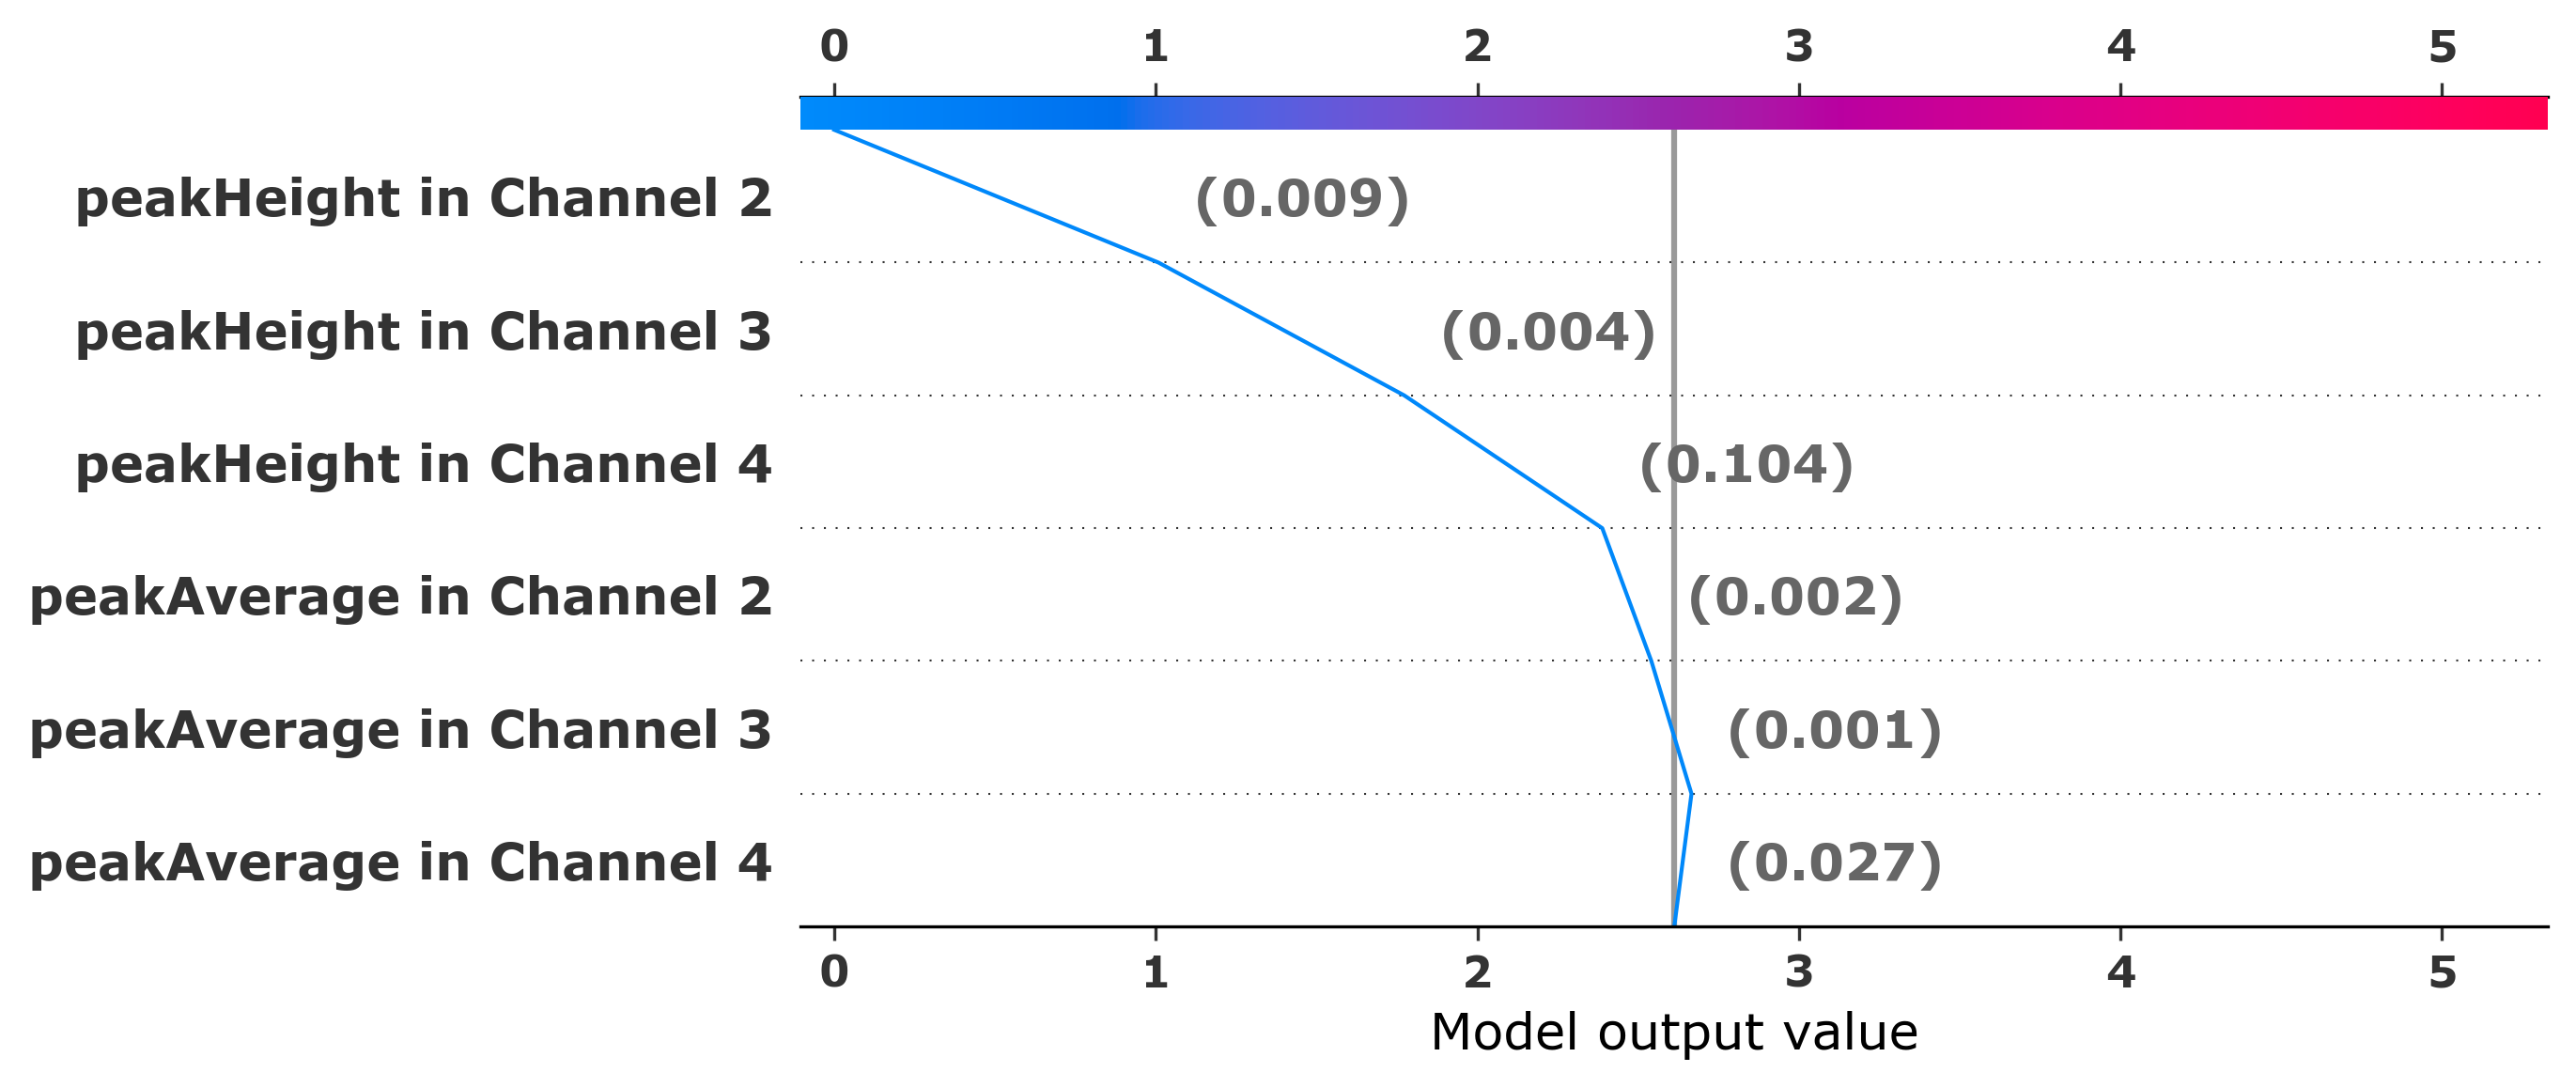 0 1 2 3 4 5
peakHeight in Channel 2 (0.009)
peakHeight in Channel 3 (0.004)
peakHeight in Channel 4 (0.104)
peakAverage in Channel 2 (0.002)
peakAverage in Channel 3 (0.001)
peakAverage in Channel 4 (0.027)
0 1 2 3 4 5
Model output value